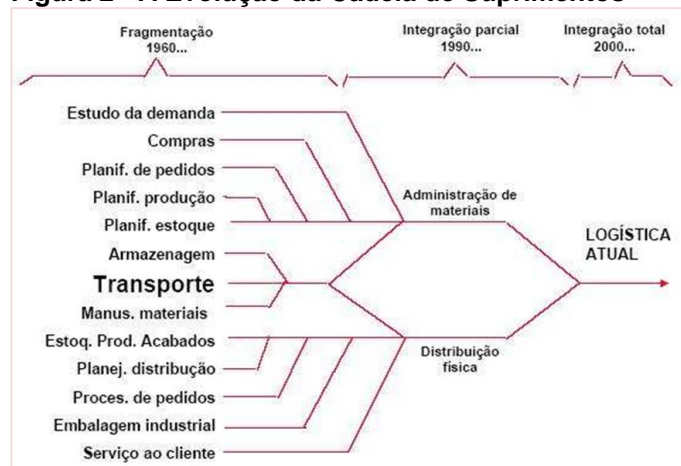 Fragmentação
1960...
Integração parcial
1990...
Integração total
2000...
Estudo da demanda
Compras
Planif. de pedidos
Planif. produção
Planif. estoque
Armazenagem
Transporte
Manus. materiais
Estoq. Prod. Acabados
Planej. distribuição
Proces. de pedidos
Embalagem industrial
Serviço ao cliente
Administração de
materiais
Distribuição
física
LOGÍSTICA
ATUAL